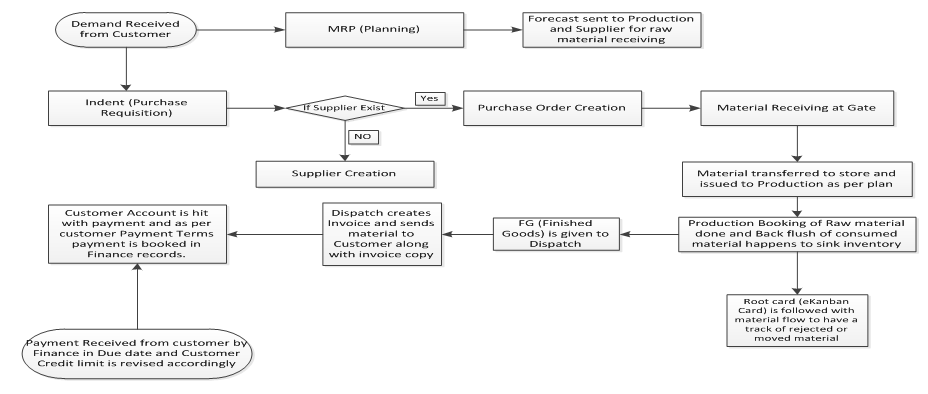 Demand Received
from Customer
MRP (Planning)
Forecast sent to Production
and Supplier for raw
material receiving
Indent (Purchase
Requisition)
If Supplier Exist
Yes
Purchase Order Creation
Material Receiving at Gate
NO
Supplier Creation
Material transferred to store and
issued to Production as per plan
Customer Account is hit
with payment and as per
customer Payment Terms
payment is booked in
Finance records.
Dispatch creates
Invoice and sends
material to
Customer along
with invoice copy
FG (Finished
Goods) is given to
Dispatch
Production Booking of Raw material
done and Back flush of consumed
material happens to sink inventory
Root card (eKanban
Card) is followed with
material flow to have a
track of rejected or
moved material
Payment Received from customer by
Finance in Due date and Customer
Credit limit is revised accordingly